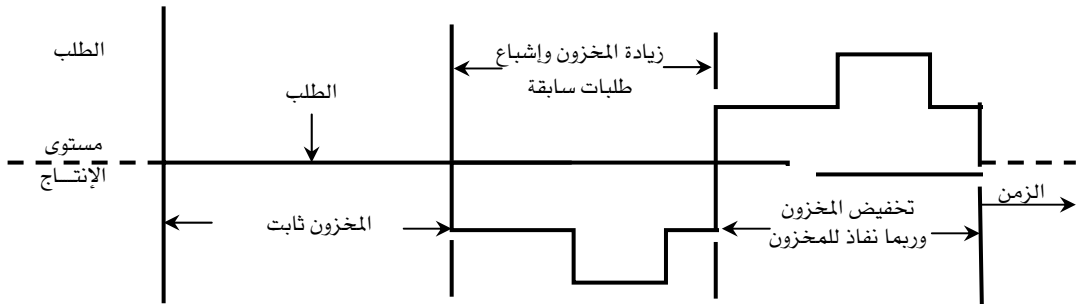 الطلب
زيادة المخزون وإشباع
طلبات سابقة
الطلب
مستوى
الإنتــاج
الزمن
المخزون ثابت
تخفيض المخزون
وربما نفاذ للمخزون